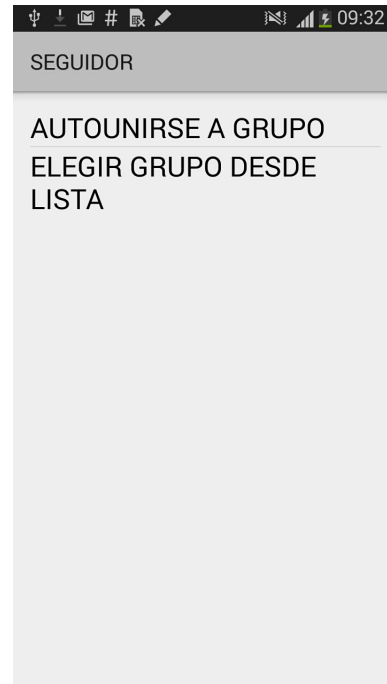 # 09:32
SEGUIDOR
AUTOUNIRSE A GRUPO
ELEGIR GRUPO DESDE
LISTA